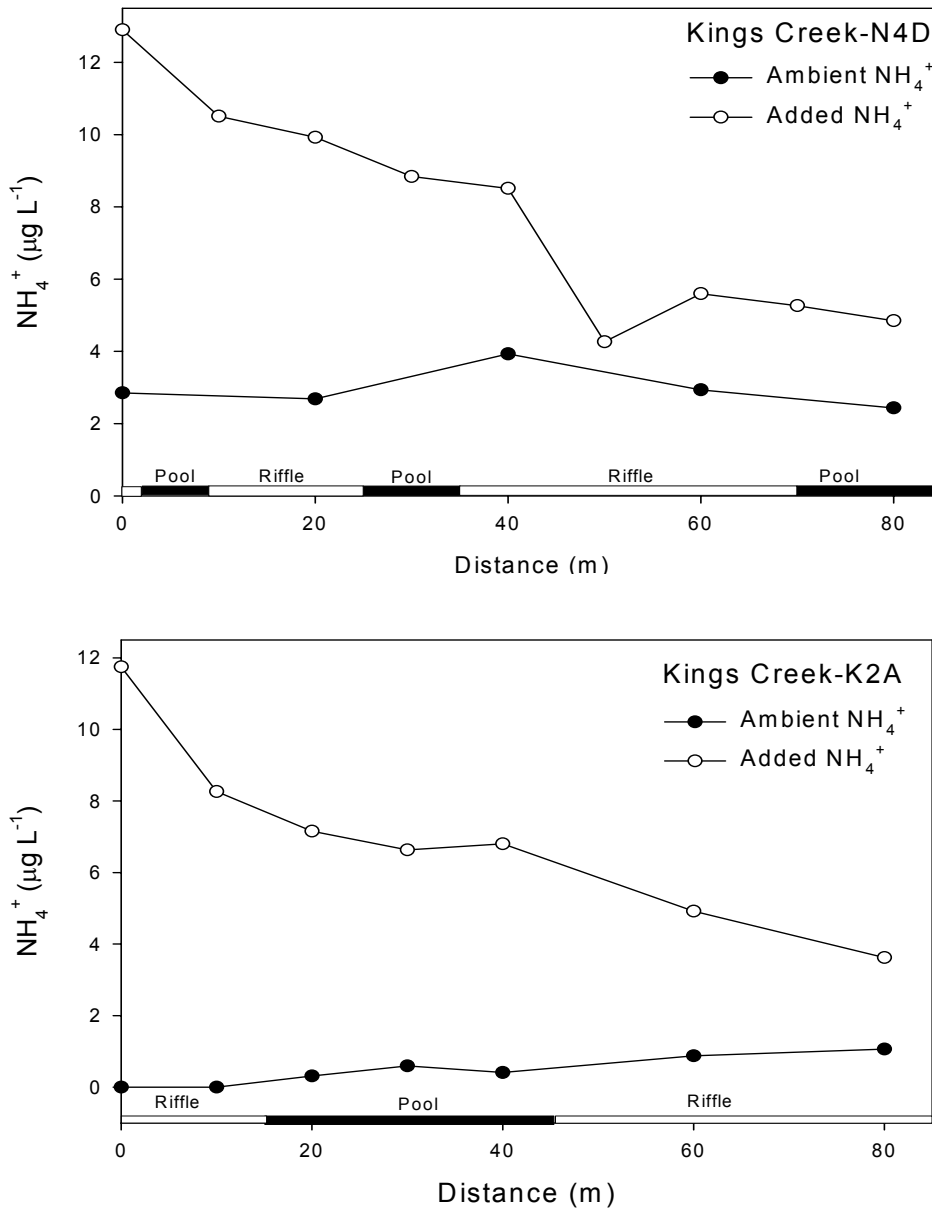 Kings Creek-N4D
Ambient NH₄⁺
Added NH₄⁺
NH₄⁺ (μg L⁻¹)
12
10
8
6
4
2
0
Pool Riffle Pool Riffle Pool
0 20 40 60 80
Distance (m)
Kings Creek-K2A
Ambient NH₄⁺
Added NH₄⁺
NH₄⁺ (μg L⁻¹)
12
10
8
6
4
2
0
Riffle Pool Riffle
0 20 40 60 80
Distance (m)